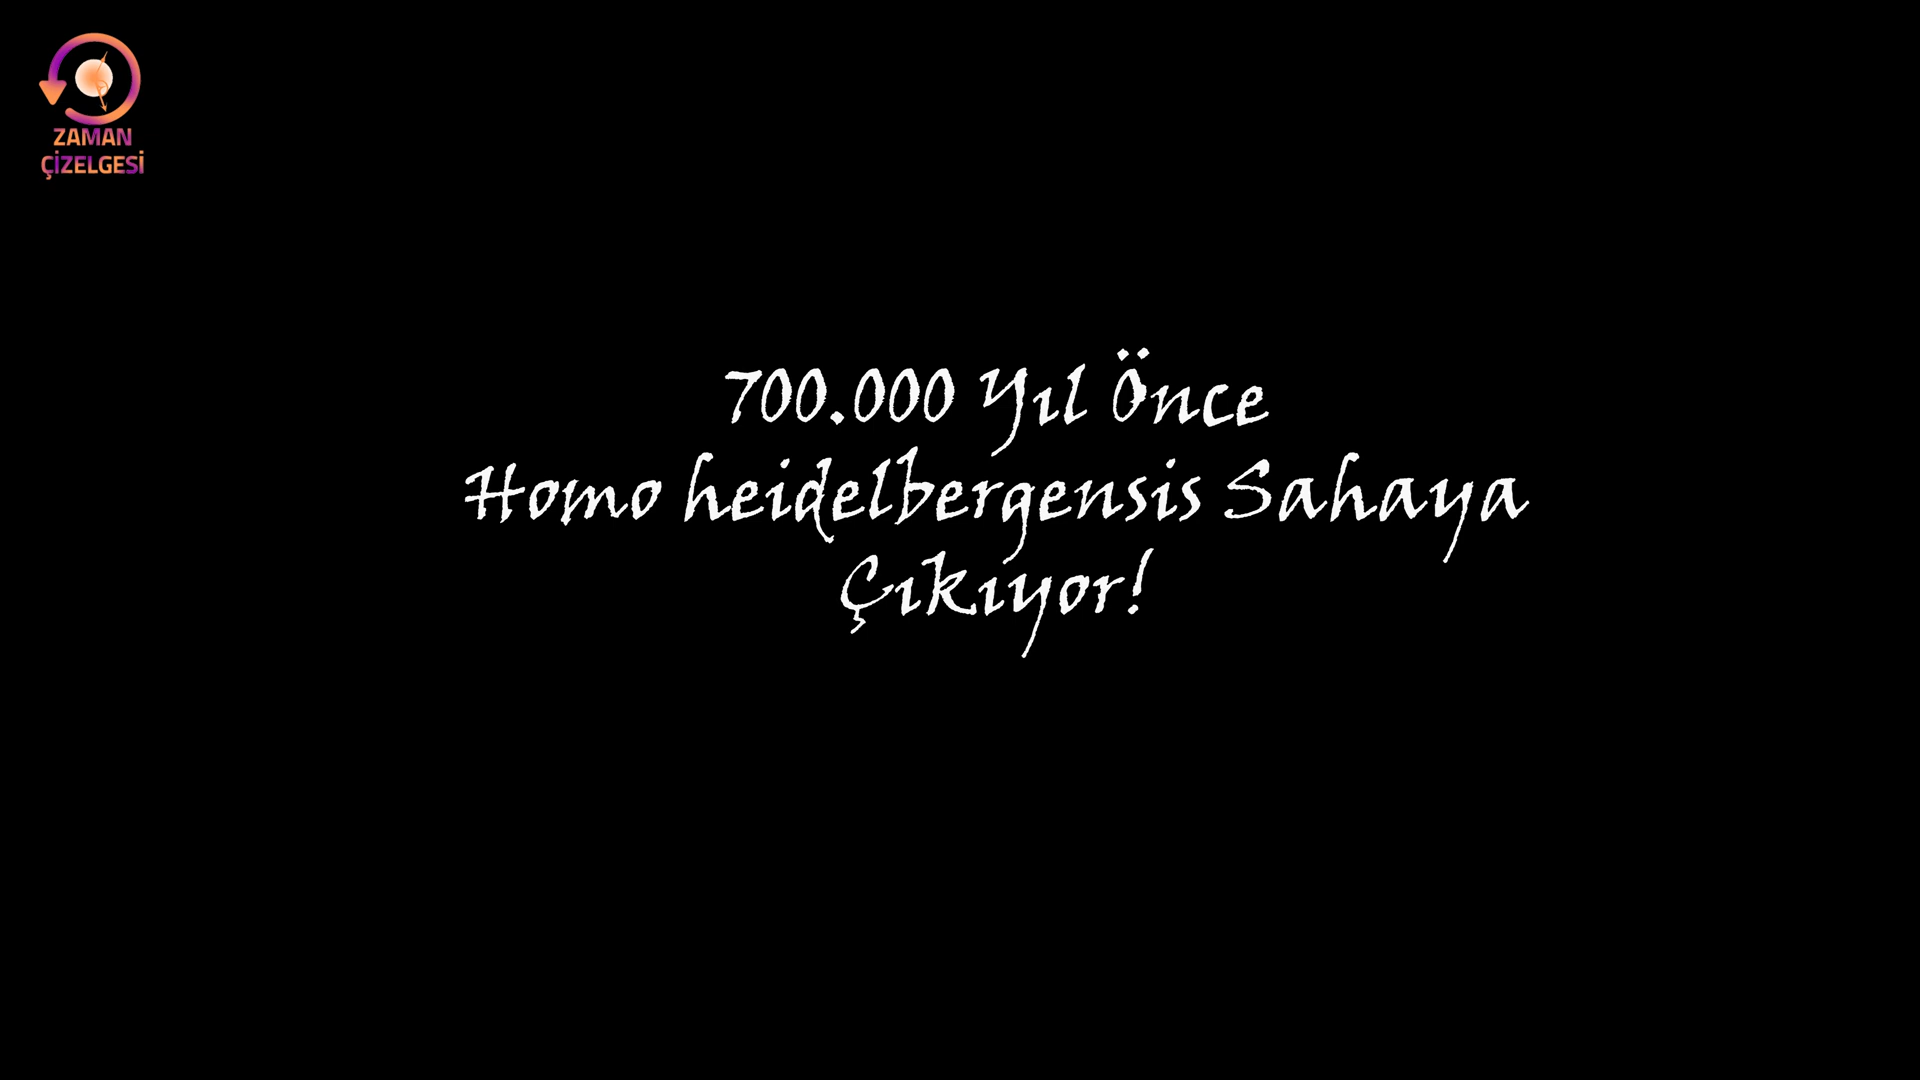 ZAMAN
ÇİZELGESİ
700.000 Yıl Önce
Homo heidelbergensis Sahaya
Çıkıyor!